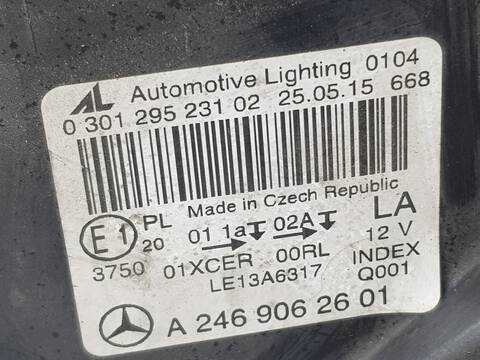 AL Automotive Lighting 0104
0 301 295 231 02 25.05.15 668
Made in Czech Republic
E1 PL 01 1a 02A LA
20
3750 01XCER 00RL 12 V
LE13A6317 INDEX
Q001
A 246 906 26 01